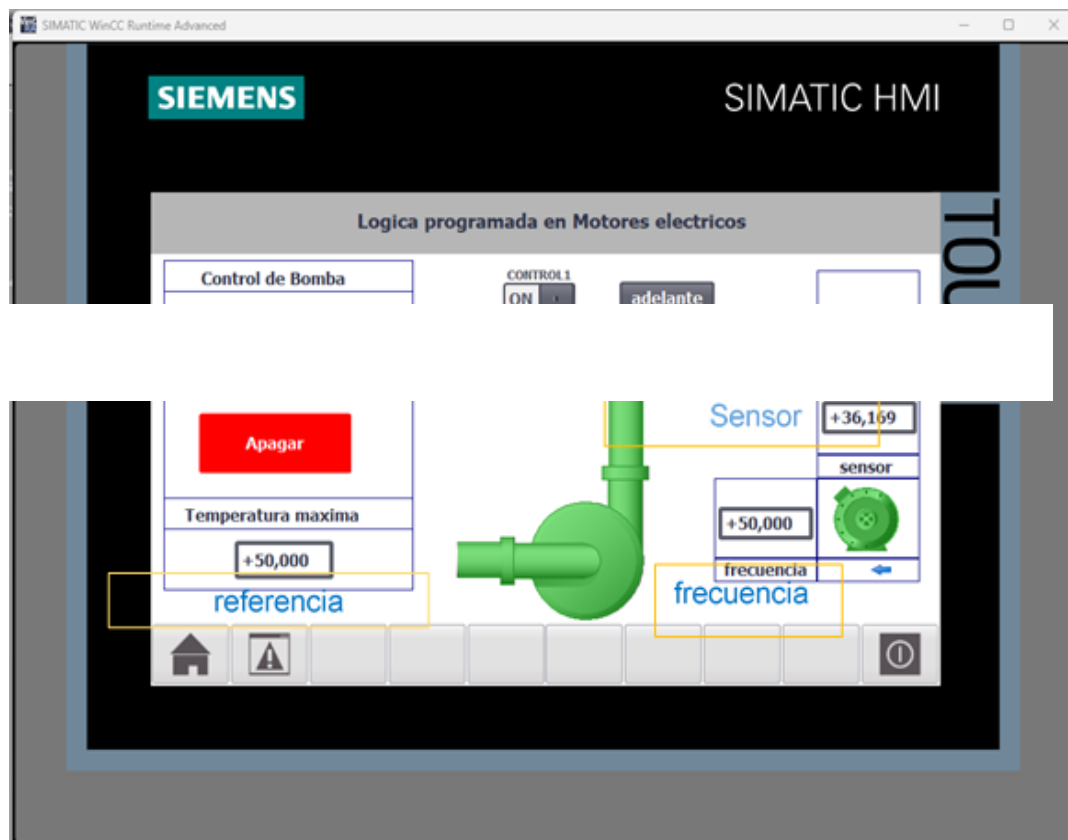 SIMATIC WinCC Runtime Advanced
SIEMENS
SIMATIC HMI
TOU
Logica programada en Motores electricos
Control de Bomba
CONTROL1
ON
adelante
Sensor
+36,169
Apagar
sensor
Temperatura maxima
+50,000
+50,000
frecuencia
referencia
frecuencia